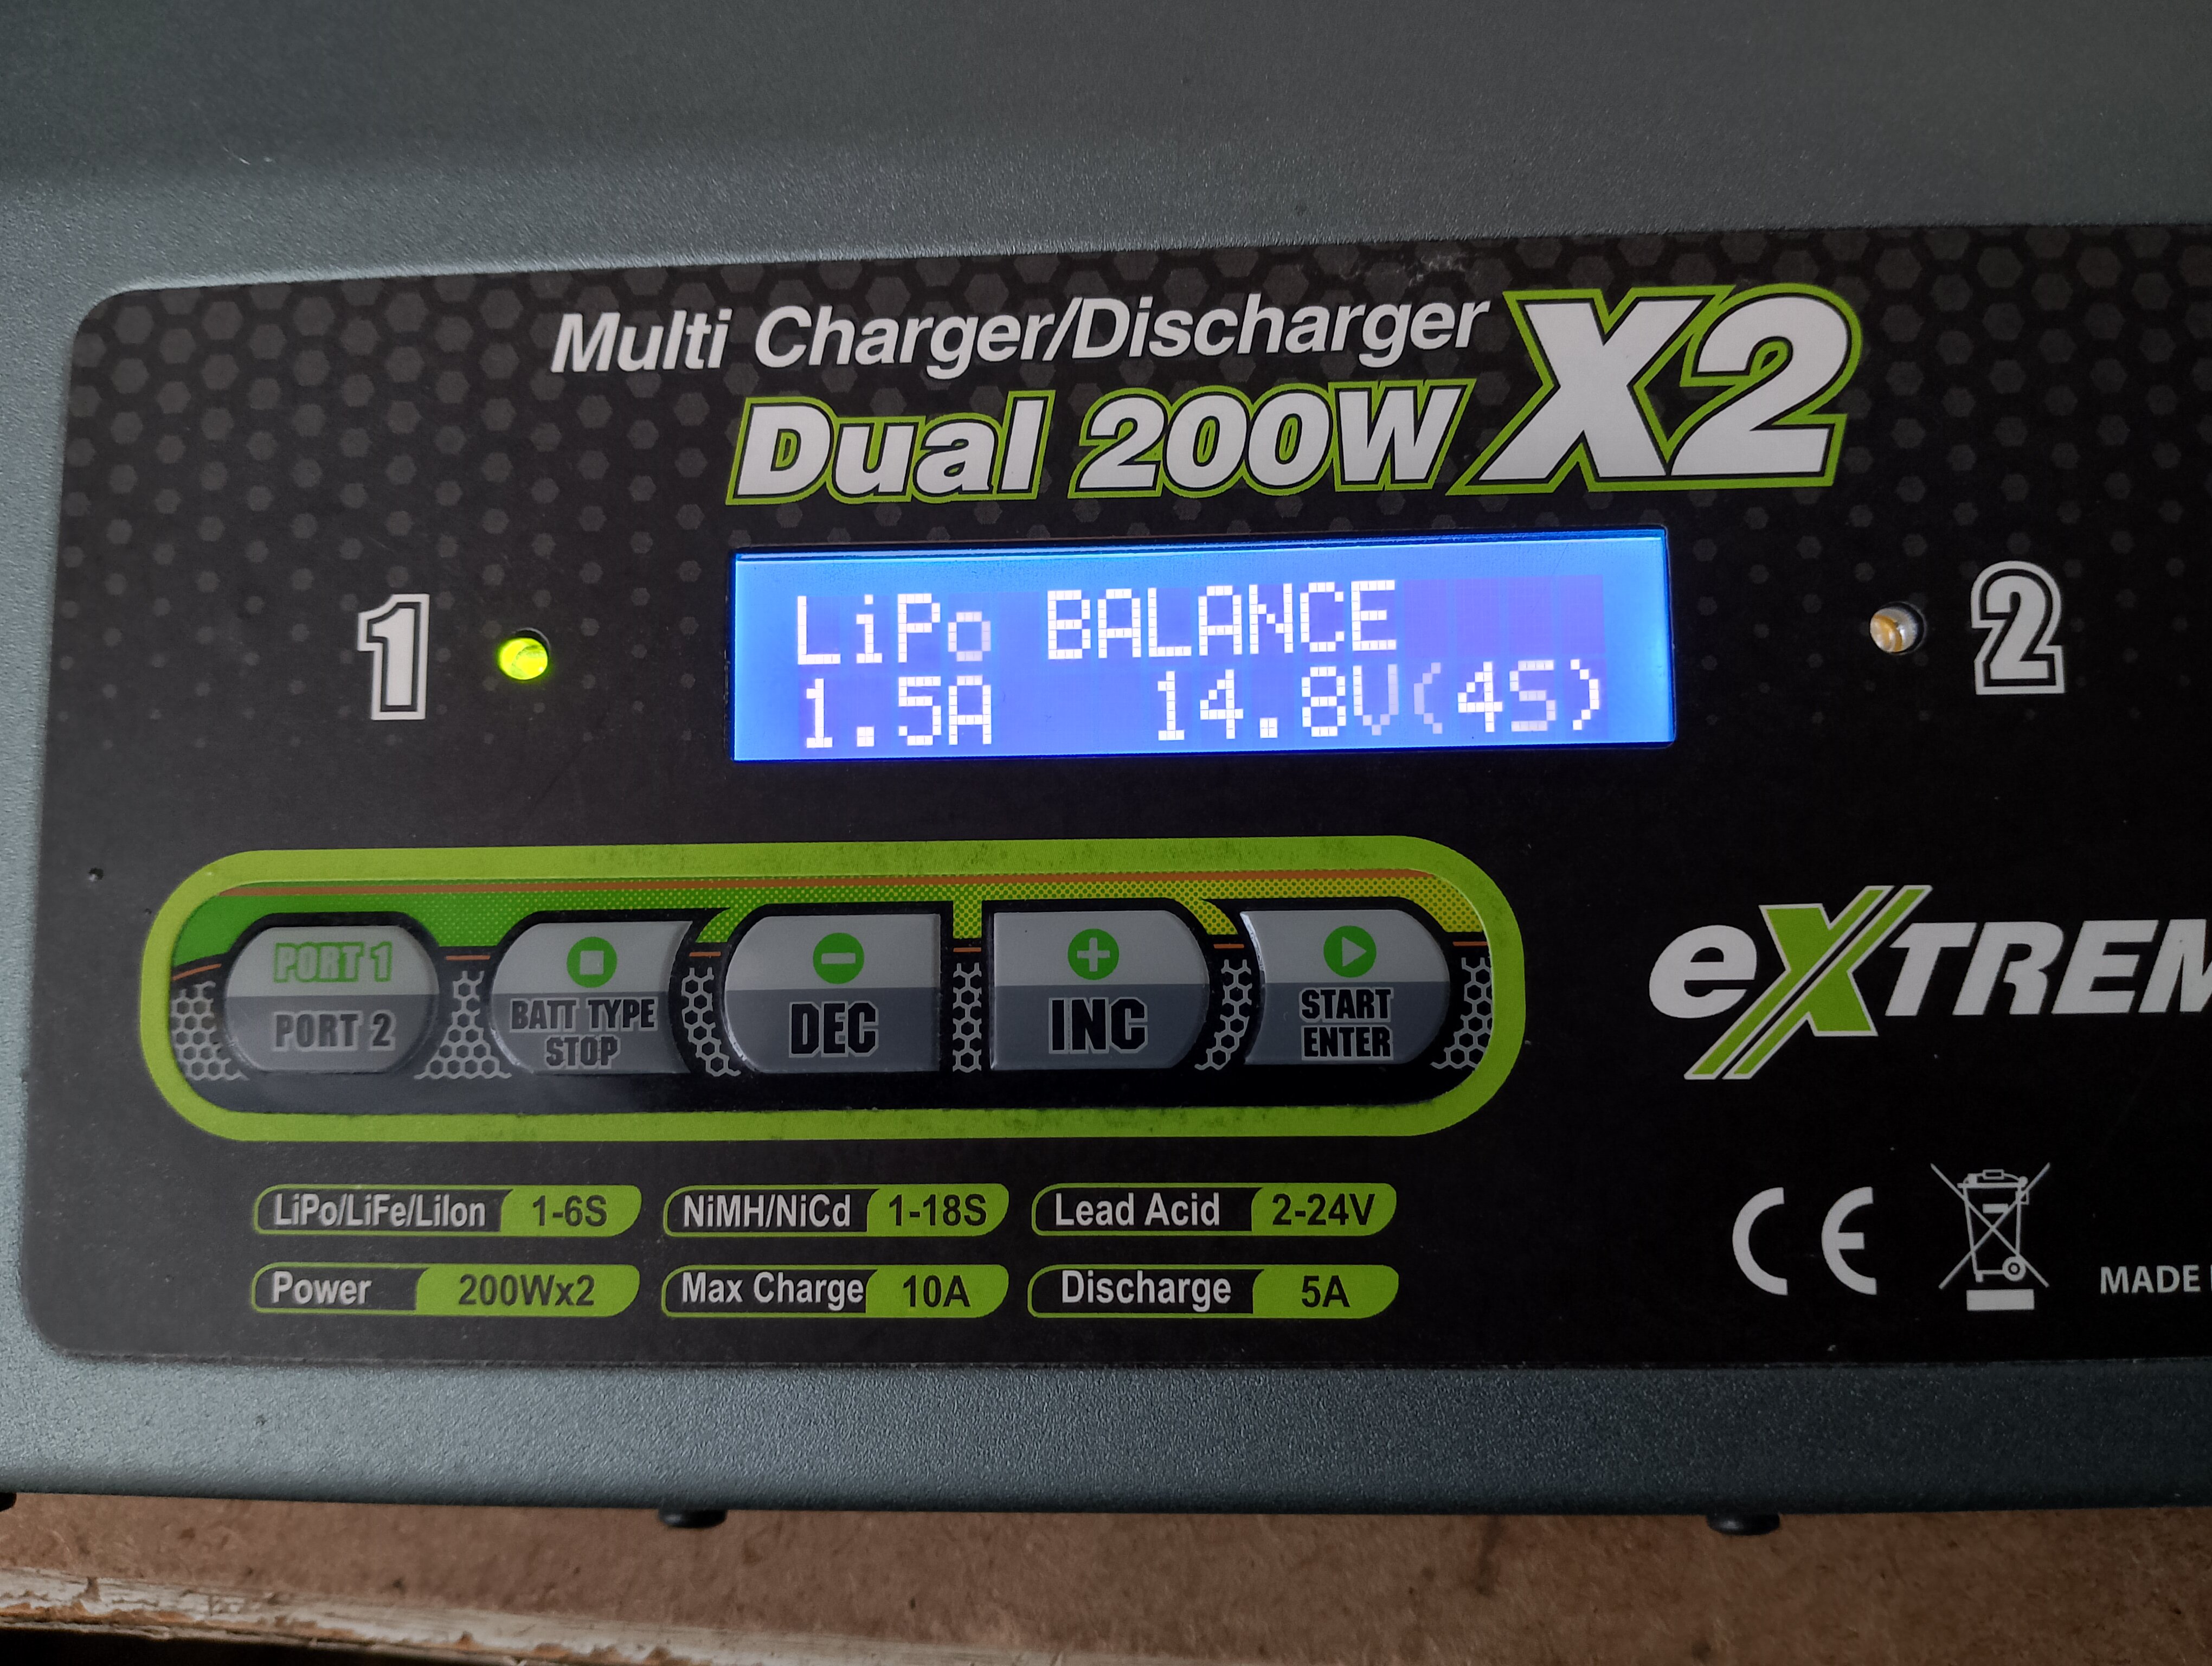 Multi Charger/Discharger X2
Dual 200W
1
LiPo BALANCE
1.5A 14.8V(4S)
2
PORT 1
PORT 2
BATT TYPE
STOP
DEC
INC
START
ENTER
eXTREM
LiPo/LiFe/LiIon 1-6S
NiMH/NiCd 1-18S
Lead Acid 2-24V
Power 200Wx2
Max Charge 10A
Discharge 5A
CE
MADE